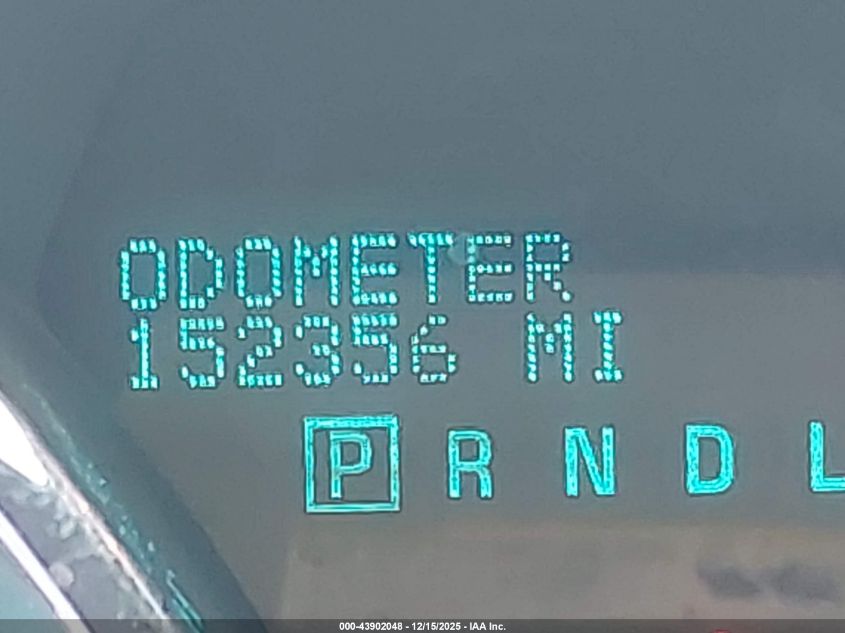 ODOMETER
152356 MI
P R N D L
000-43902048 - 12/15/2025 - IAA Inc.